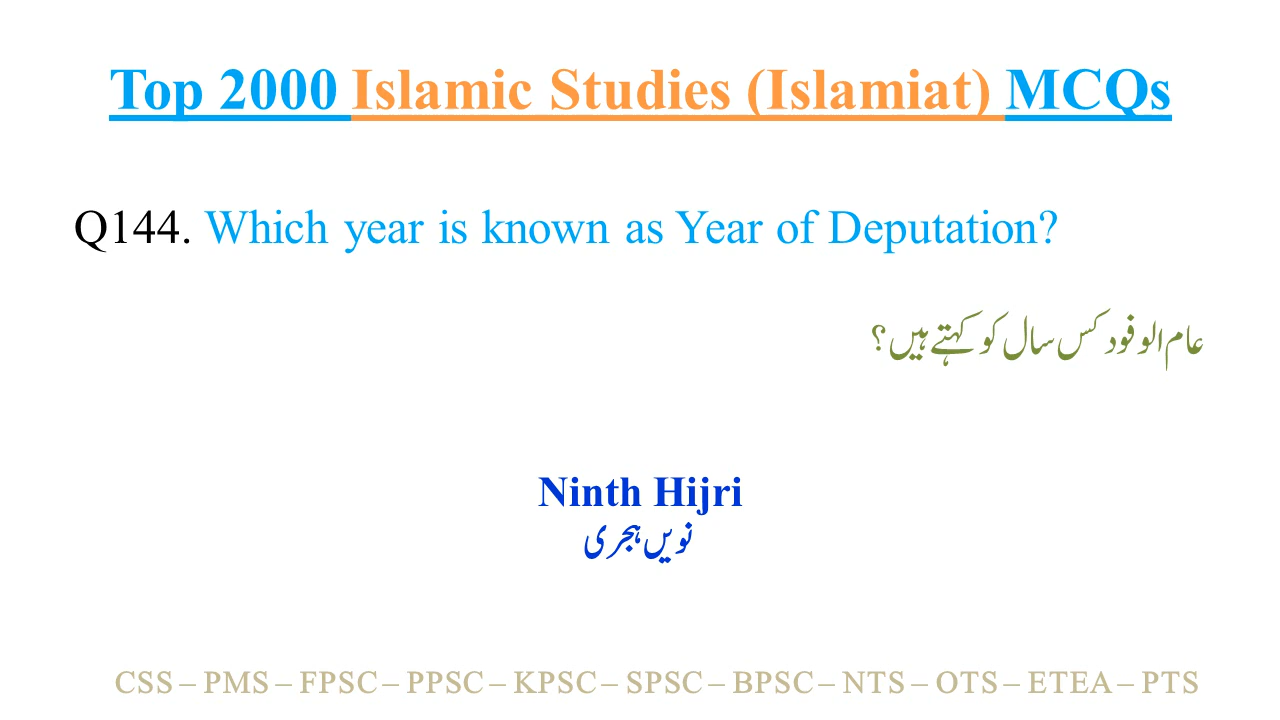 Top 2000 Islamic Studies (Islamiat) MCQs
Q144. Which year is known as Year of Deputation?
عام الوفود کس سال کو کہتے ہیں؟
Ninth Hijri
نویں ہجری
CSS – PMS – FPSC – PPSC – KPSC – SPSC – BPSC – NTS – OTS – ETEA – PTS